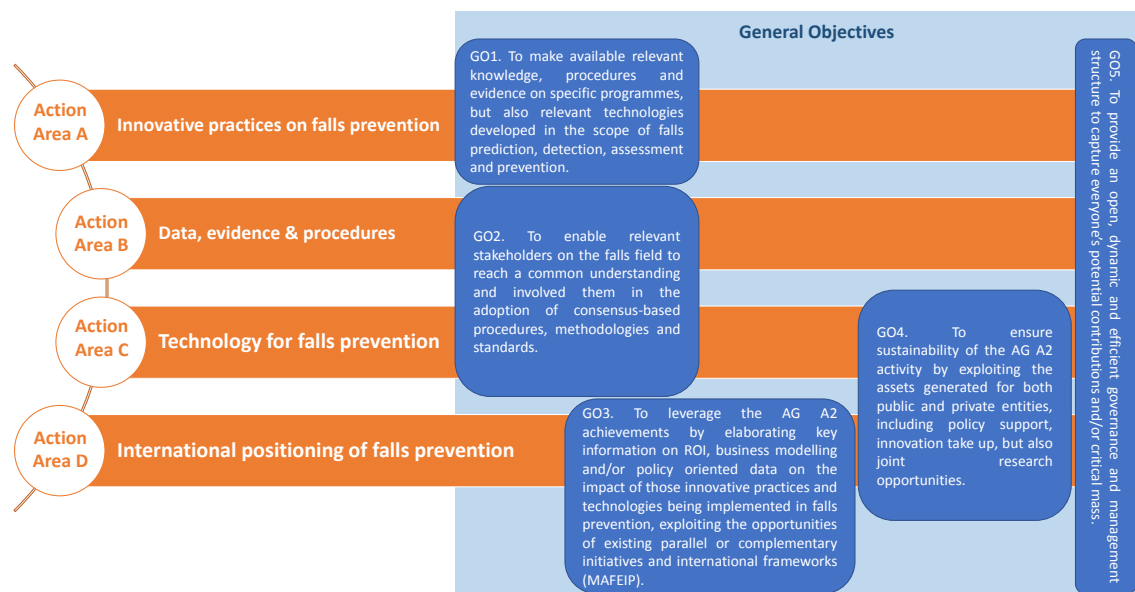 General Objectives
Action
Area A
Innovative practices on falls prevention
GO1. To make available relevant
knowledge, procedures and
evidence on specific programmes,
but also relevant technologies
developed in the scope of falls
prediction, detection, assessment
and prevention.
Action
Area B
Data, evidence & procedures
GO2. To enable relevant
stakeholders on the falls field to
reach a common understanding
and involved them in the
adoption of consensus-based
procedures, methodologies and
standards.
Action
Area C
Technology for falls prevention
Action
Area D
International positioning of falls prevention
GO3. To leverage the AG A2
achievements by elaborating key
information on ROI, business modelling
and/or policy oriented data on the
impact of those innovative practices and
technologies being implemented in falls
prevention, exploiting the opportunities
of existing parallel or complementary
initiatives and international frameworks
(MAFEIP).
GO4. To ensure
sustainability of the AG A2
activity by exploiting the
assets generated for both
public and private entities,
including policy support,
innovation take up, but also
joint research
opportunities.
GO5. To provide an open, dynamic and efficient governance and management
structure to capture everyone's potential contributions and/or critical mass.